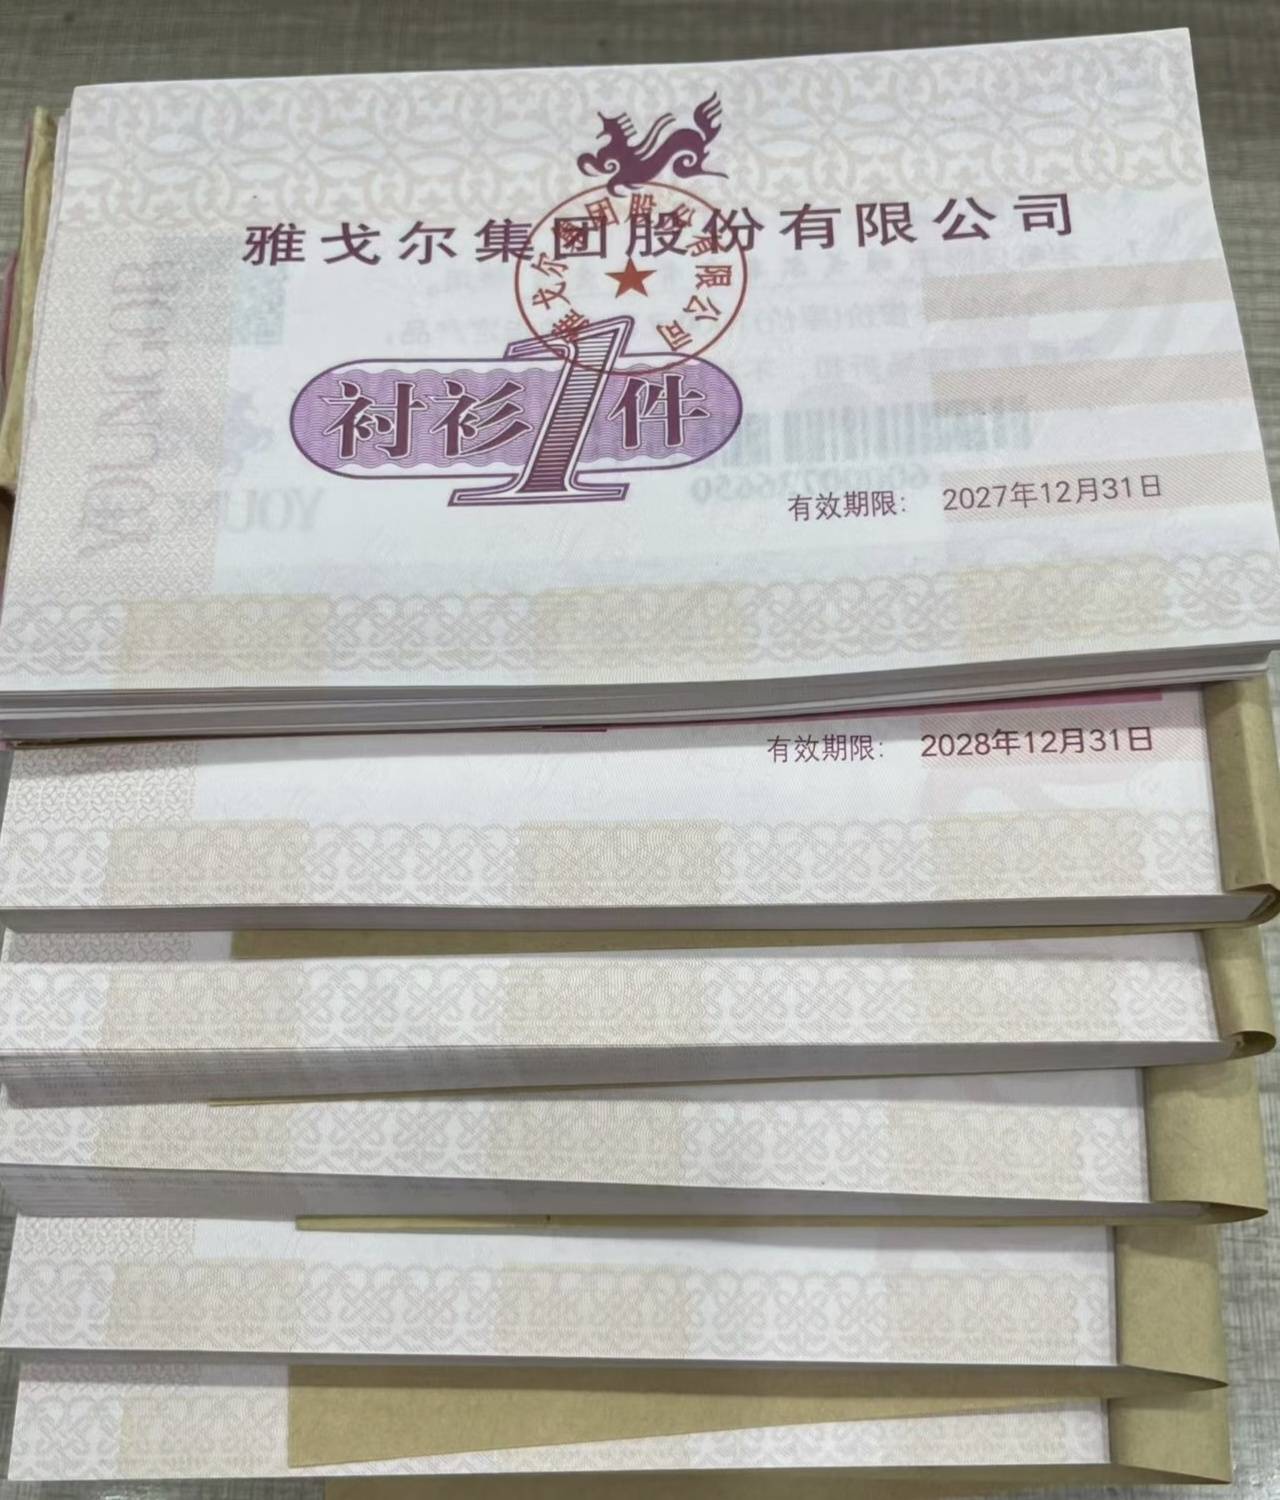 雅戈尔集团股份有限公司
雅戈尔集团股份有限公司
衬衫1件
有效期限： 2027年12月31日
有效期限： 2028年12月31日